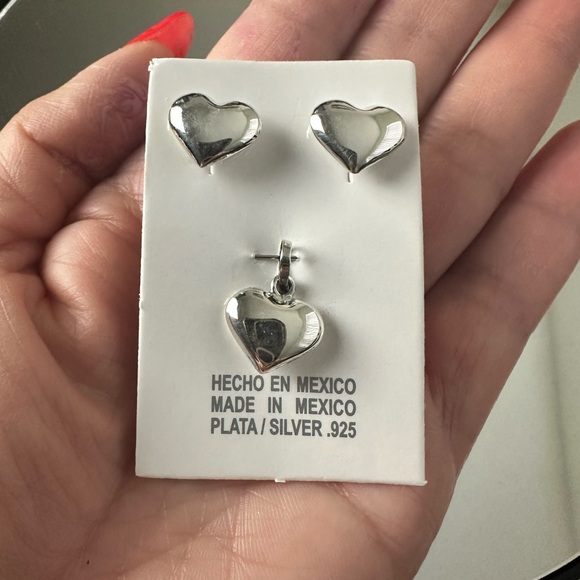 HECHO EN MEXICO
MADE IN MEXICO
PLATA / SILVER .925